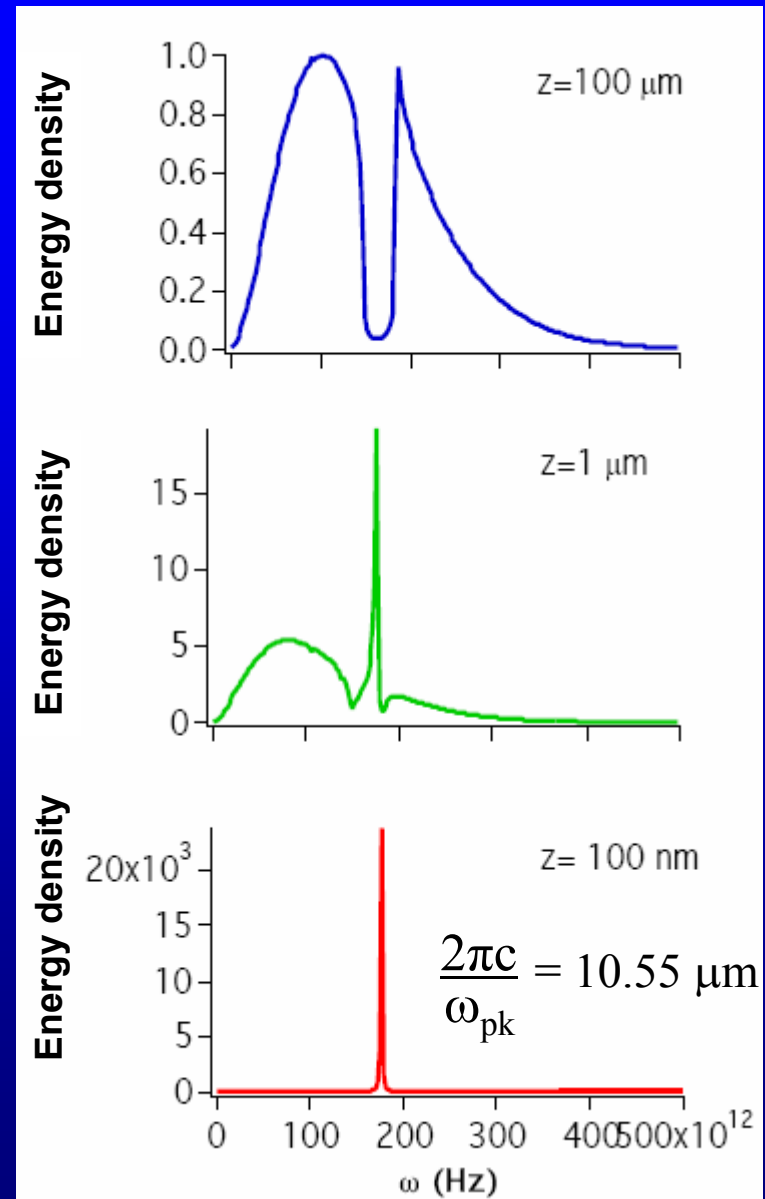 Energy density
1.0
0.8
0.6
0.4
0.2
0.0
z=100 μm
Energy density
15
10
5
0
z=1 μm
Energy density
20x10³
15
10
5
0
z= 100 nm
2πc
ω_pk
= 10.55 μm
0 100 200 300 400500x10¹²
ω (Hz)